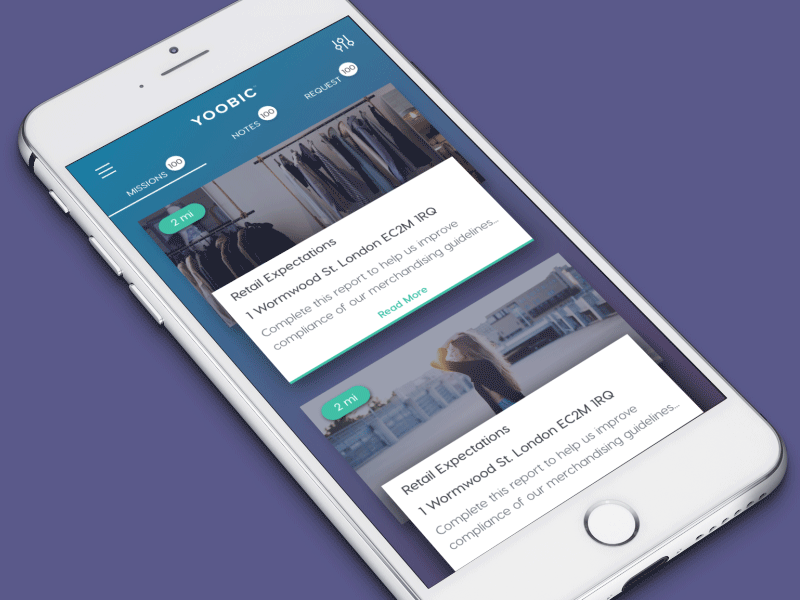 YOOBIC
MISSIONS 100
NOTES 100
REQUEST 100
2 mi
Retail Expectations
1 Wormwood St. London EC2M 1RQ
Complete this report to help us improve
compliance of our merchandising guidelines...
Read More
2 mi
Retail Expectations
1 Wormwood St. London EC2M 1RQ
Complete this report to help us improve
compliance of our merchandising guidelines...